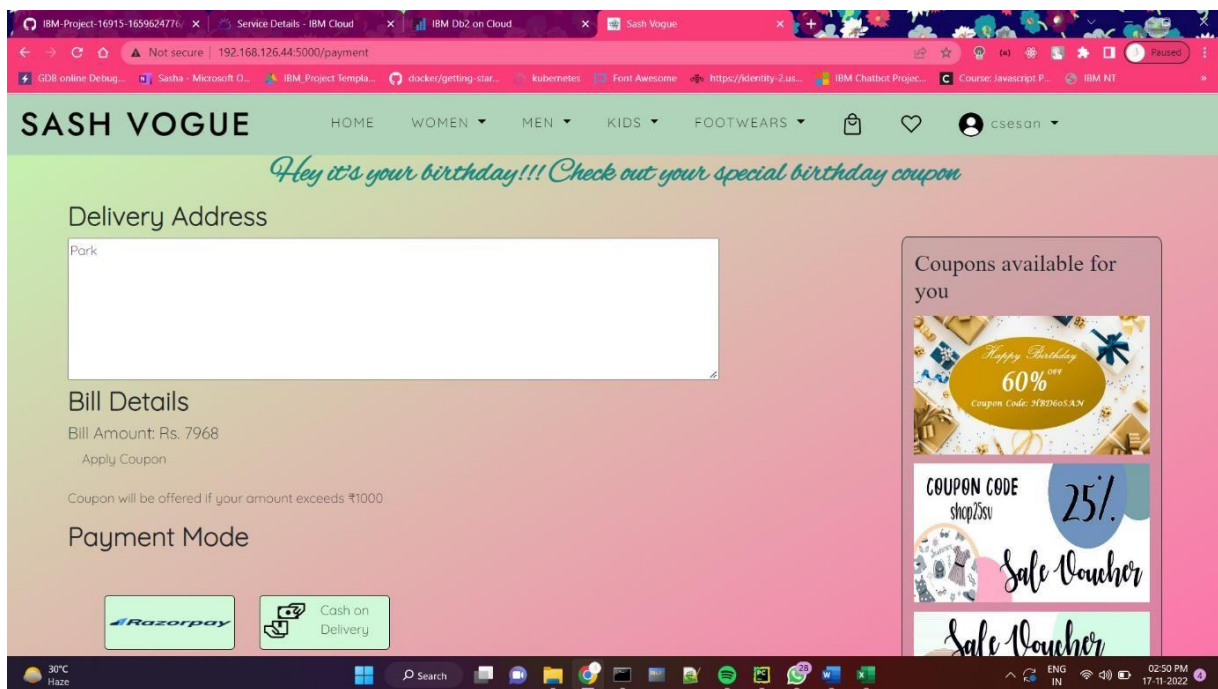 IBM-Project-16915-1659624776
Service Details - IBM Cloud
IBM Db2 on Cloud
Sash Vogue
Not secure | 192.168.126.44:5000/payment
Paused
GDB online Debug...
Sasha - Microsoft O...
IBM_Project Templa...
docker/getting-star...
kubernetes
Font Awesome
https://identity-2.us...
IBM Chatbot Projec...
Course: Javascript P...
IBM NT
»
SASH VOGUE
HOME
WOMEN
MEN
KIDS
FOOTWEARS
csesan
Hey it's your birthday!!! Check out your special birthday coupon
Delivery Address
Park
Bill Details
Bill Amount: Rs. 7968
Apply Coupon
Coupon will be offered if your amount exceeds ₹1000
Payment Mode
Razorpay
Cash on
Delivery
Coupons available for
you
Happy Birthday
60% OFF
Coupon Code: HBD60SAN
COUPON CODE
shop25su
25%
Sale Voucher
Sale Voucher
30°C
Haze
Search
28
ENG
IN
02:50 PM
17-11-2022
4